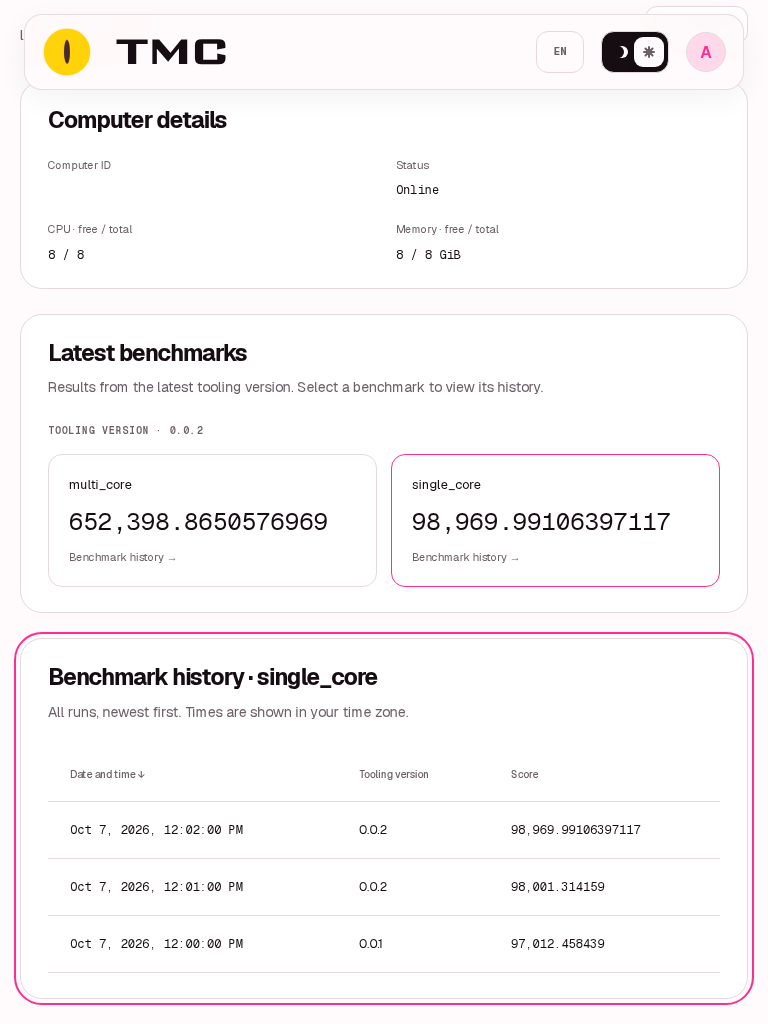 TMC
EN
A
Computer details
Computer ID
Status
Online
CPU · free / total
Memory · free / total
8 / 8
8 / 8 GiB
Latest benchmarks
Results from the latest tooling version. Select a benchmark to view its history.
TOOLING VERSION · 0.0.2
multi_core
single_core
652,398.8650576969
98,969.99106397117
Benchmark history →
Benchmark history →
Benchmark history · single_core
All runs, newest first. Times are shown in your time zone.
Date and time ↓
Tooling version
Score
Oct 7, 2026, 12:02:00 PM
0.0.2
98,969.99106397117
Oct 7, 2026, 12:01:00 PM
0.0.2
98,001.314159
Oct 7, 2026, 12:00:00 PM
0.0.1
97,012.458439